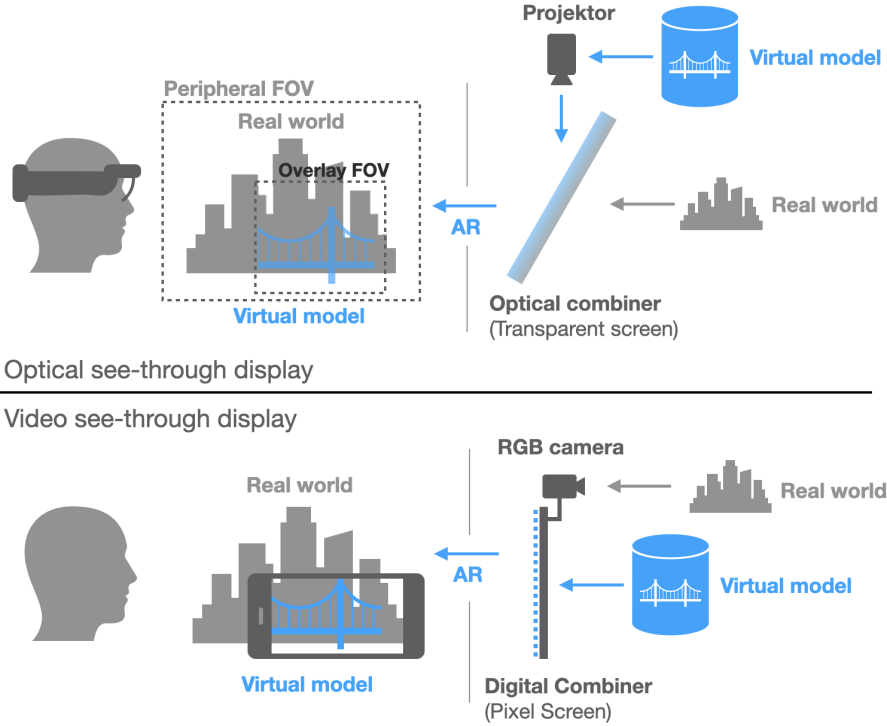 Projektor
Virtual model
Peripheral FOV
Real world
Overlay FOV
AR
Real world
Virtual model
Optical combiner
(Transparent screen)
Optical see-through display
Video see-through display
RGB camera
Real world
Real world
AR
Virtual model
Virtual model
Digital Combiner
(Pixel Screen)